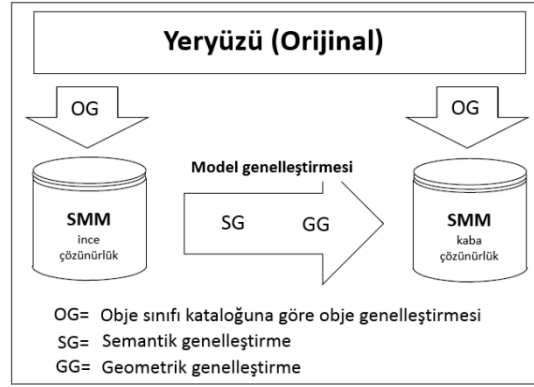 Yeryüzü (Orijinal)
OG
OG
Model genelleştirmesi
SMM
ince
çözünürlük
SG
GG
SMM
kaba
çözünürlük
OG= Obje sınıfı kataloğuna göre obje genelleştirmesi
SG= Semantik genelleştirme
GG= Geometrik genelleştirme